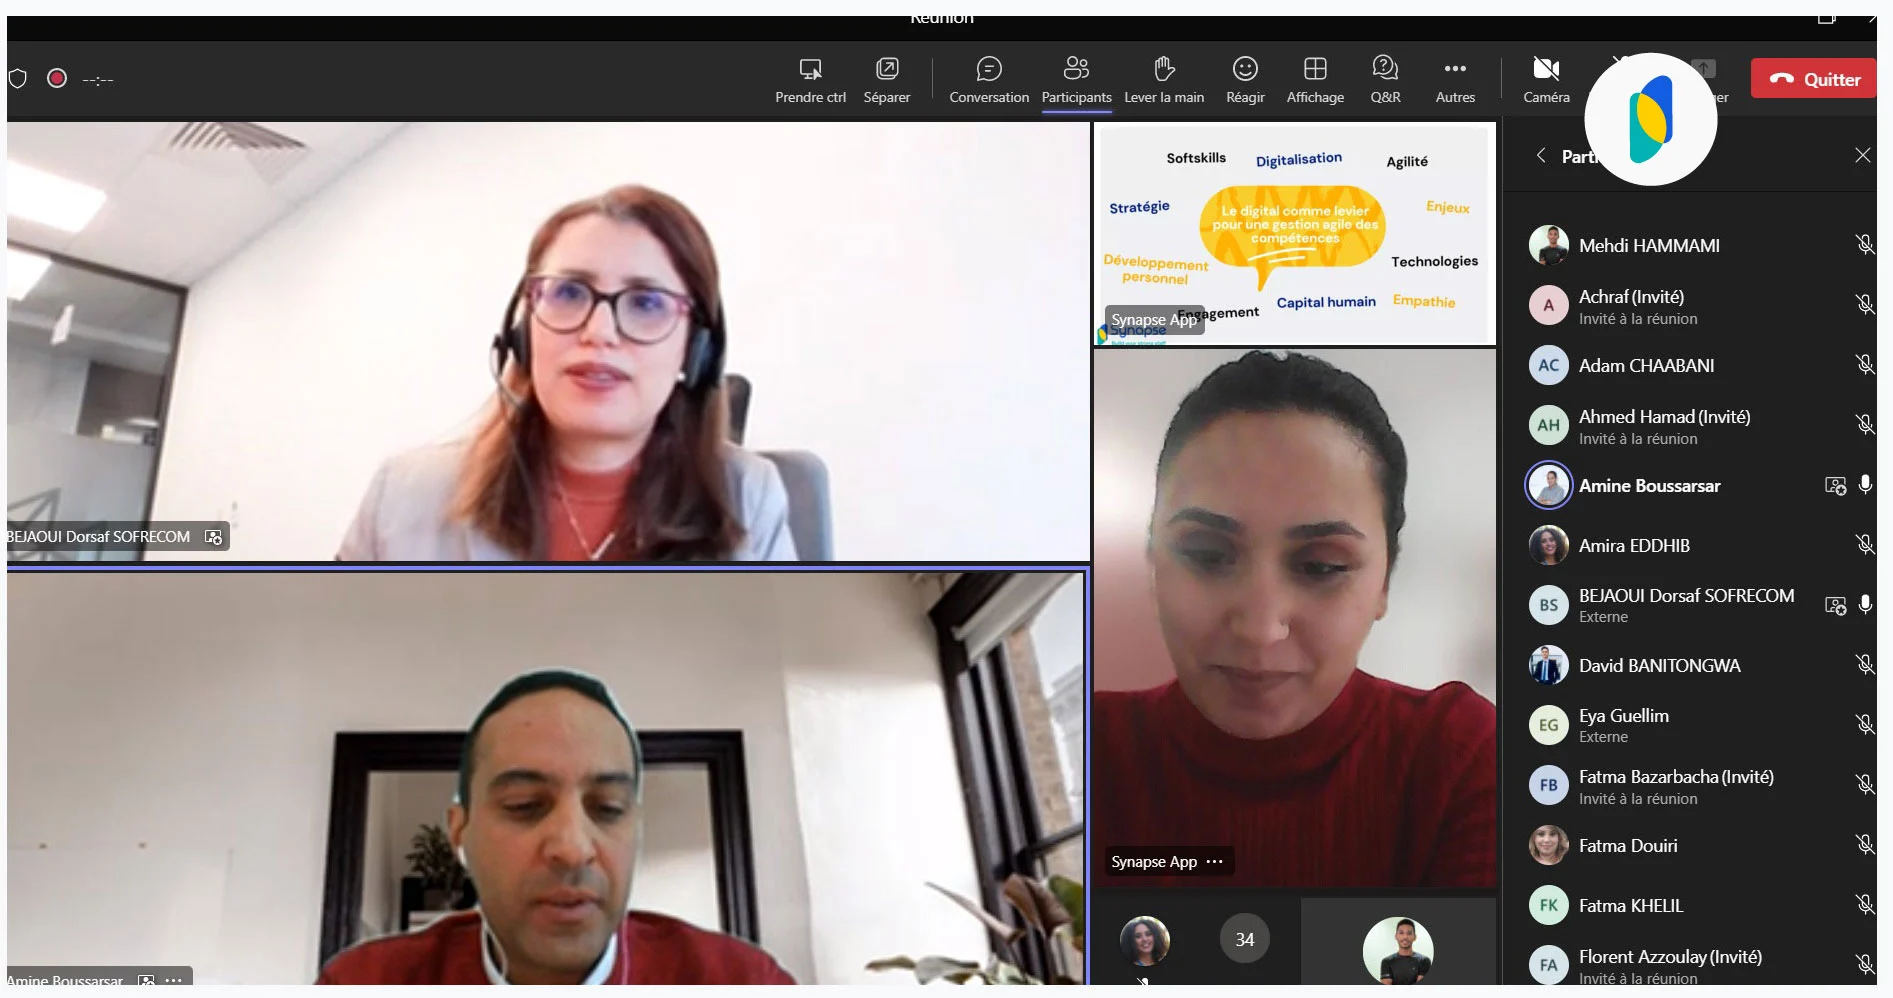 Réunion
--:--
Prendre ctrl
Séparer
Conversation
Participants
Lever la main
Réagir
Affichage
Q&R
Autres
Caméra
Quitter
BEJAOUI Dorsaf SOFRECOM
Amine Boussarsar
Softskills
Digitalisation
Agilité
Stratégie
Enjeux
Le digital comme levier
pour une gestion agile des
compétences
Développement
personnel
Technologies
Engagement
Capital humain
Empathie
Synapse App
Synapse
Build your strong staff
Synapse App
34
Mehdi HAMMAMI
Achraf (Invité)
Invité à la réunion
A
Adam CHAABANI
AC
Ahmed Hamad (Invité)
Invité à la réunion
AH
Amine Boussarsar
Amira EDDHIB
BEJAOUI Dorsaf SOFRECOM
Externe
BS
David BANITONGWA
Eya Guellim
Externe
EG
Fatma Bazarbacha (Invité)
Invité à la réunion
FB
Fatma Douiri
Fatma KHELIL
FK
Florent Azzoulay (Invité)
Invité à la réunion
FA